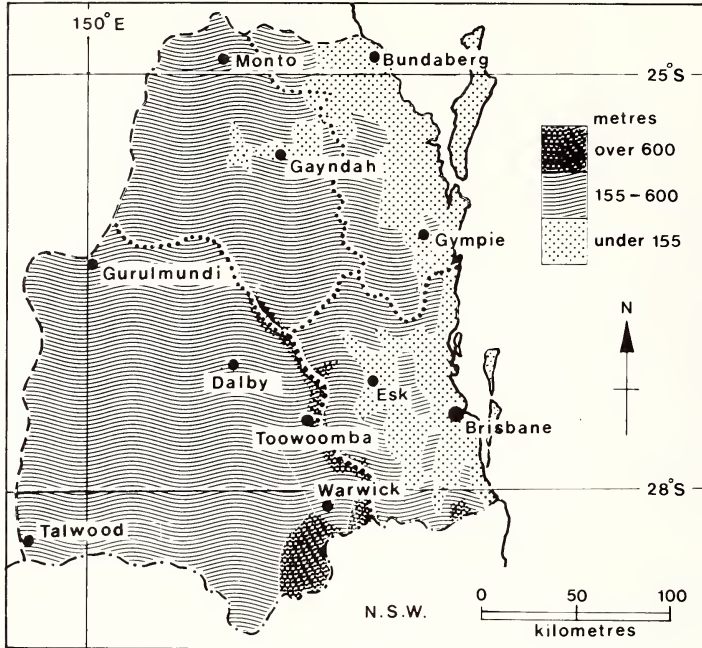 150°E
Monto
Bundaberg
25°S
metres
over 600
155-600
under 155
Gayndah
Gympie
Gurulmundi
N
Dalby
Esk
Toowoomba
Brisbane
Warwick
28°S
Talwood
N.S.W.
0 50 100
kilometres